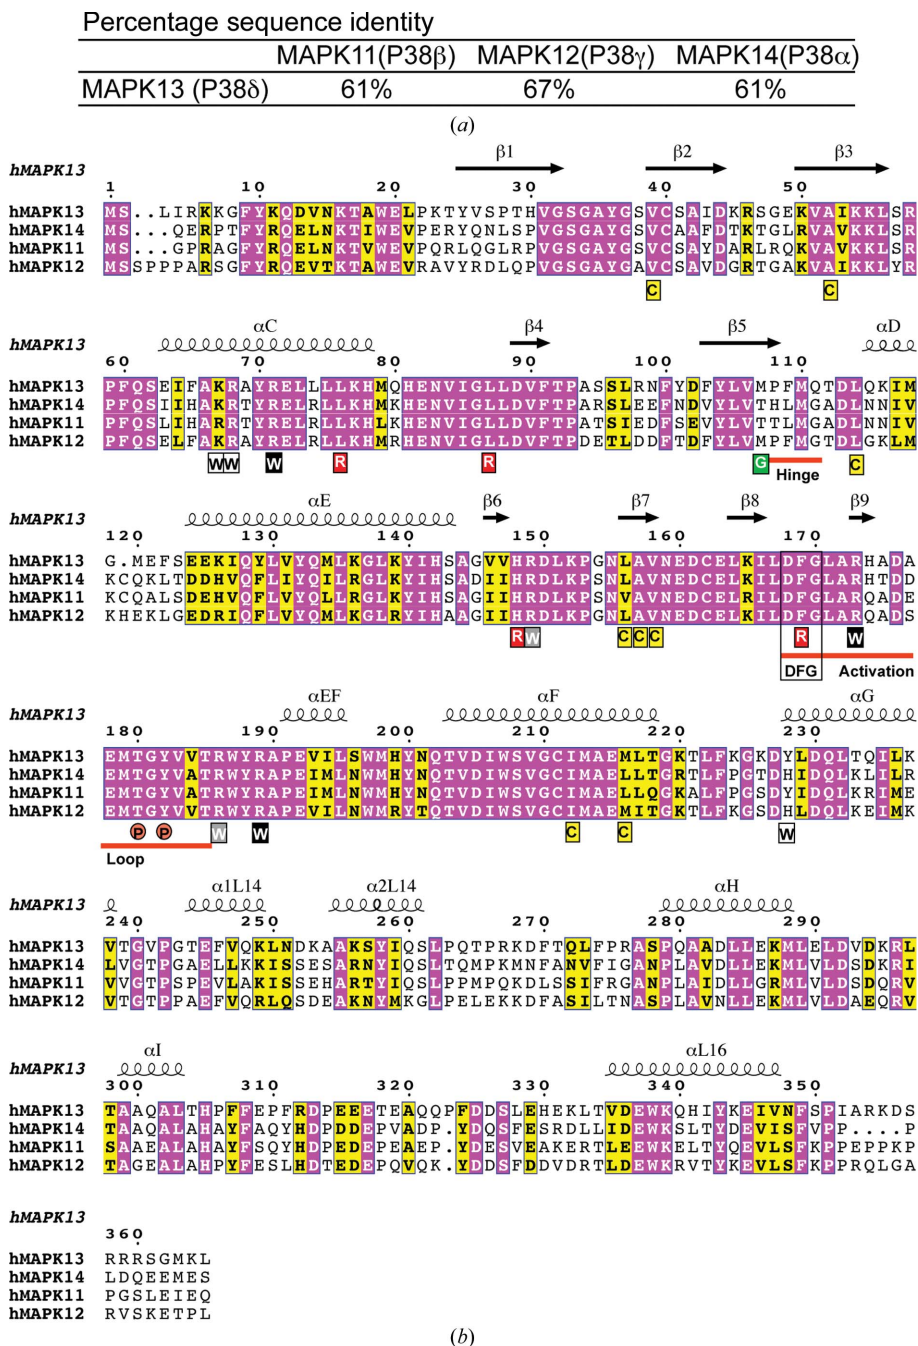 Percentage sequence identity
MAPK11(P38β) MAPK12(P38γ) MAPK14(P38α)
MAPK13 (P38δ) 61% 67% 61%
(a)
hMAPK13 β1 β2 β3
1 10 20 30 40 50
hMAPK13 MS..LIRKKGFYKQDVNKTAWELPKTYVSPTHVGSGAYGSVCSAIDKRSGEKVAIKKLSR
hMAPK14 MS...QERPTFYRQELNKTIWEVPERYQNLSPVGSGAYGSVCAAFDTKTGLRVAVKKLSR
hMAPK11 MS...GPRAGFYRQELNKTVWEVPQRLQGLRPVGSGAYGSVCSAYDARLRQKVAVKKLSR
hMAPK12 MSSPPPARSGFYRQEVTKTAWEVRAVYRDLQPVGSGAYGAVCSAVDGRTGAKVAIKKLYR
C C
hMAPK13 αC β4 β5 αD
60 70 80 90 100 110
hMAPK13 PFQSEIFAKRAYRELLLLKHMQHENVIGLLDVFTPASSLRNFYDFYLVMPFMQTDLQKIM
hMAPK14 PFQSIIHAKRTYRELRLLKHMKHENVIGLLDVFTPARSLEEFNDVYLVTHLMGADLNNIV
hMAPK11 PFQSLIHARRTYRELRLLKHLKHENVIGLLDVFTPATSIEDFSEVYLVTTLMGADLNNIV
hMAPK12 PFQSELFAKRAYRELRLLKHMRHENVIGLLDVFTPDETLDDFTDFYLVMPFMGTDLGKLM
W W W R R G Hinge C
hMAPK13 αE β6 β7 β8 β9
120 130 140 150 160 170
hMAPK13 G.MEFSEEKIQYLVYQMLKGLKYIHSAGVVHRDLKPGNLAVNEDCELKILDFGLARHADA
hMAPK14 KCQKLTDDHVQFLIYQILRGLKYIHSADIIHRDLKPSNLAVNEDCELKILDFGLARHTDD
hMAPK11 KCQALSDEHVQFLVYQLLRGLKYIHSAGIIHRDLKPSNVAVNEDCELRILDFGLARQADE
hMAPK12 KHEKLGEDRIQFLVYQMLKGLRYIHAAGIIHRDLKPGNLAVNEDCELKILDFGLARQADS
R W C C C R W
DFG Activation
hMAPK13 αEF αF αG
180 190 200 210 220 230
hMAPK13 EMTGYVVTRWYRAPEVILSWMHYNQTVDIWSVGCIMAEMLTGKTLFKGKDYLDQLTQILK
hMAPK14 EMTGYVATRWYRAPEIMLNWMHYNQTVDIWSVGCIMAELLTGRTLFPGTDHIDQLKLILR
hMAPK11 EMTGYVATRWYRAPEIMLNWMHYNQTVDIWSVGCIMAELLQGKALFPGSDYIDQLKRIME
hMAPK12 EMTGYVVTRWYRAPEVILNWMRYTQTVDIWSVGCIMAEMITGKTLFKGSDHLDQLKEIMK
P P W W C C W
Loop
hMAPK13 α1L14 α2L14 αH
240 250 260 270 280 290
hMAPK13 VTGVPGTEFVQKLNDKAAKSYIQSLPQTPRKDFTQLFPRASPQAADLLEKMLELDVDKRL
hMAPK14 LVGTPGAELLKKISSESARNYIQSLTQMPKMNFANVFIGANPLAVDLLEKMLVLDSDKRI
hMAPK11 VVGTPSPEVLAKISSEHARTYIQSLPPMPQKDLSSIFRGANPLAIDLLGRMLVLDSDQRV
hMAPK12 VTGTPPAEFVQRLQSDEAKNYMKGLPELEKKDFASILTNASPLAVNLLEKMLVLDAEQRV
hMAPK13 αI αL16
300 310 320 330 340 350
hMAPK13 TAAQALTHPFFEPFRDPEEETEAQQPFDDSLEHEKLTVDEWKQHIYKEIVNFSPIARKDS
hMAPK14 TAAQALAHAYFAQYHDPDDEPVADP.YDQSFESRDLLIDEWKSLTYDEVISFVPP....P
hMAPK11 SAAEALAHAYFSQYHDPEDEPEAEP.YDESVEAKERTLEEWKELTYQEVLSFKPPEPPKP
hMAPK12 TAGEALAHPYFESLHDTEDEPQVQK.YDDSFDDVDRTLDEWKRVTYKEVLSFKPPRQLGA
hMAPK13
360
hMAPK13 RRRSGMKL
hMAPK14 LDQEEMES
hMAPK11 PGSLEIEQ
hMAPK12 RVSKETPL
(b)